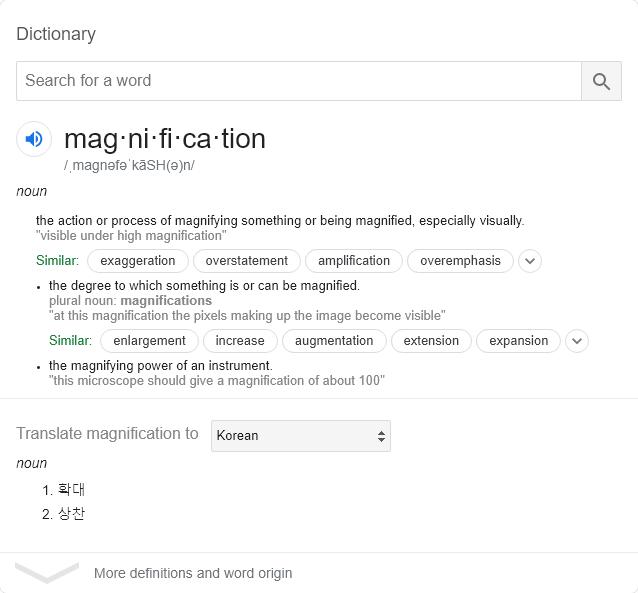 Dictionary
Search for a word
mag·ni·fi·ca·tion
/ˌmaɡnəfəˈkāSH(ə)n/
noun
the action or process of magnifying something or being magnified, especially visually.
"visible under high magnification"
Similar: exaggeration overstatement amplification overemphasis
• the degree to which something is or can be magnified.
plural noun: magnifications
"at this magnification the pixels making up the image become visible"
Similar: enlargement increase augmentation extension expansion
• the magnifying power of an instrument.
"this microscope should give a magnification of about 100"
Translate magnification to Korean
noun
1. 확대
2. 상찬
More definitions and word origin